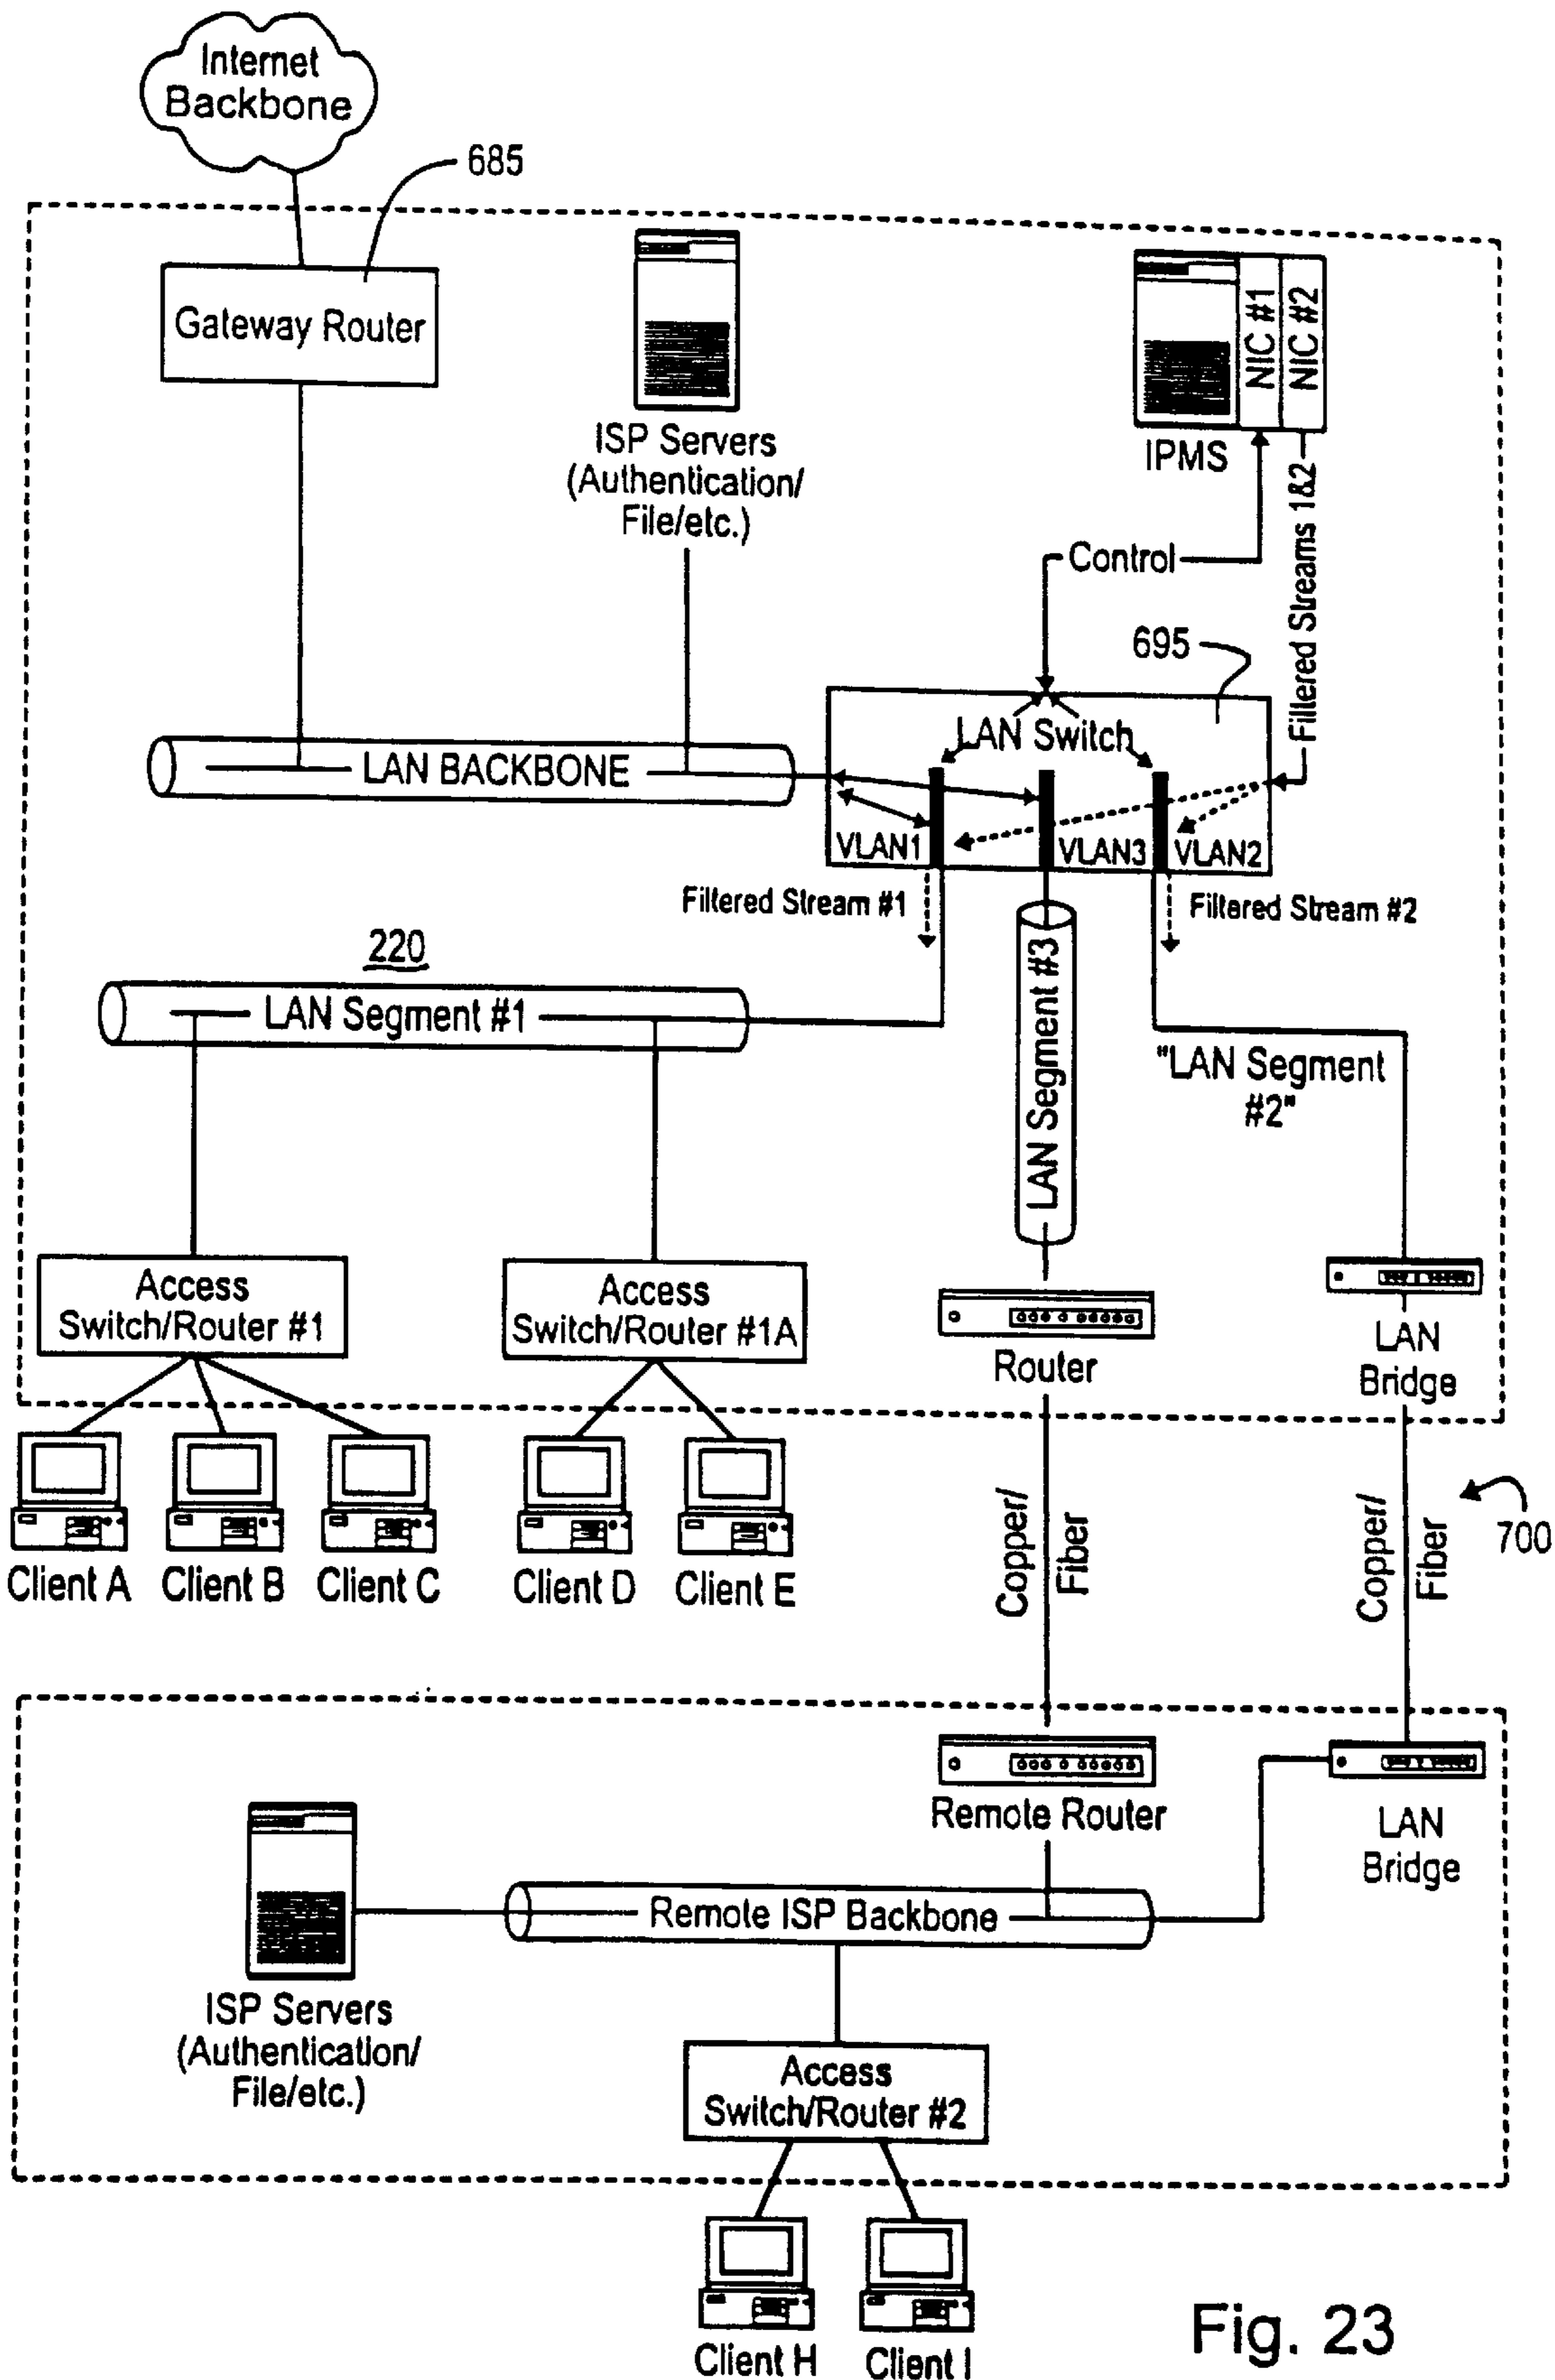 Internet
Backbone
685
Gateway Router
ISP Servers
(Authentication/
File/etc.)
NIC #1
NIC #2
IPMS
Control
Filtered Streams 1&2
695
LAN Switch
LAN BACKBONE
VLAN1
VLAN3
VLAN2
Filtered Stream #1
Filtered Stream #2
220
LAN Segment #1
LAN Segment #3
"LAN Segment
#2"
Access
Switch/Router #1
Access
Switch/Router #1A
Router
LAN
Bridge
Client A
Client B
Client C
Client D
Client E
Copper/
Fiber
Copper/
Fiber
700
Remote Router
LAN
Bridge
Remote ISP Backbone
ISP Servers
(Authentication/
File/etc.)
Access
Switch/Router #2
Client H
Client I
Fig. 23